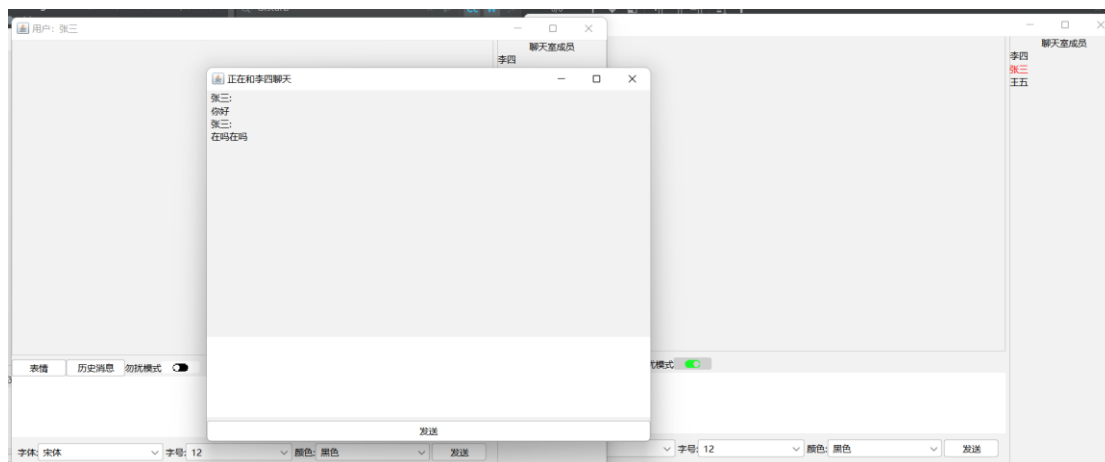 用户：张三
聊天室成员
李四
正在和李四聊天
张三:
你好
张三:
在吗在吗
发送
表情
历史消息
勿扰模式
字体: 宋体
字号: 12
颜色: 黑色
发送
聊天室成员
李四
张三
王五
扰模式
字号: 12
颜色: 黑色
发送